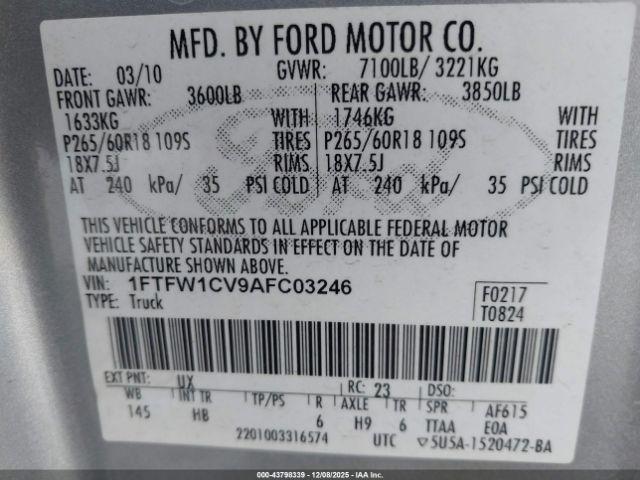 MFD. BY FORD MOTOR CO.
DATE: 03/10 GVWR: 7100LB/ 3221KG
FRONT GAWR: 3600LB REAR GAWR: 3850LB
1633KG WITH 1746KG WITH
P265/60R18 109S TIRES P265/60R18 109S TIRES
18X7.5J RIMS 18X7.5J RIMS
AT 240 kPa/ 35 PSI COLD AT 240 kPa/ 35 PSI COLD
Ford
THIS VEHICLE CONFORMS TO ALL APPLICABLE FEDERAL MOTOR
VEHICLE SAFETY STANDARDS IN EFFECT ON THE DATE OF
MANUFACTURE SHOWN ABOVE.
VIN: 1FTFW1CV9AFC03246 F0217
TYPE: Truck T0824
EXT PNT: UX RC: 23 DSO:
WB INT TR TP/PS R AXLE TR SPR AF615
145 HB 6 H9 6 TTAA E0A
2201003316574 UTC ▽5U5A-1520472-BA
IAA 000-43798339 | 12/08/2025 | IAAI.COM